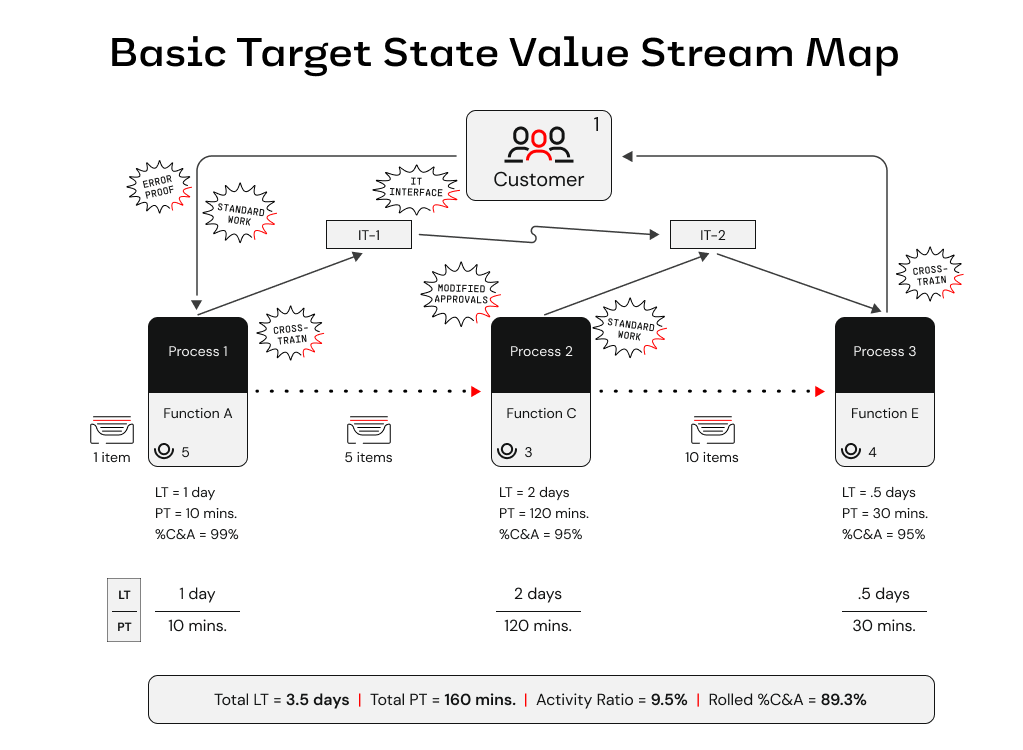 Basic Target State Value Stream Map
1
Customer
ERROR
PROOF
STANDARD
WORK
IT
INTERFACE
IT-1
IT-2
MODIFIED
APPROVALS
CROSS-
TRAIN
CROSS-
TRAIN
STANDARD
WORK
Process 1
Process 2
Process 3
Function A
Function C
Function E
5
3
4
1 item
5 items
10 items
LT = 1 day
PT = 10 mins.
%C&A = 99%
LT = 2 days
PT = 120 mins.
%C&A = 95%
LT = .5 days
PT = 30 mins.
%C&A = 95%
LT
1 day
2 days
.5 days
PT
10 mins.
120 mins.
30 mins.
Total LT = 3.5 days | Total PT = 160 mins. | Activity Ratio = 9.5% | Rolled %C&A = 89.3%